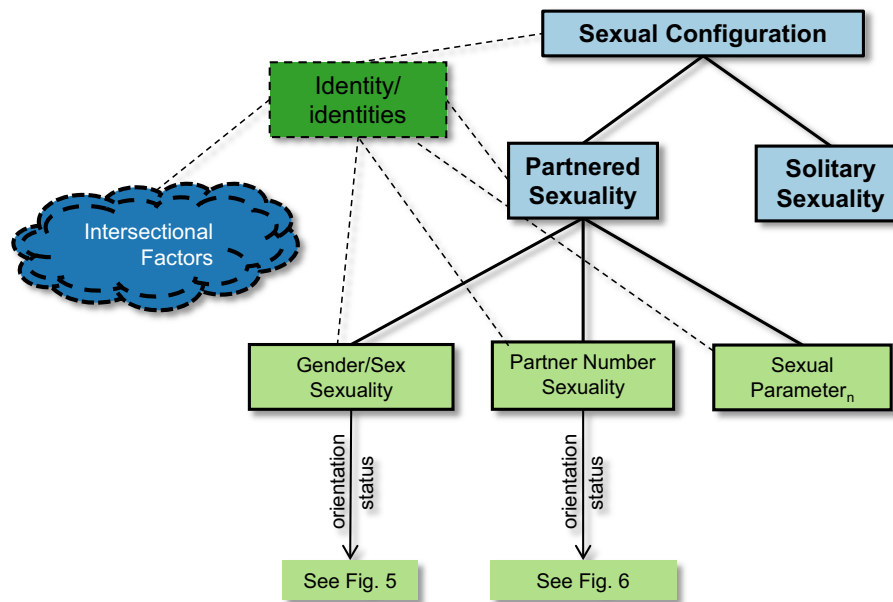 Sexual Configuration
Identity/
identities
Partnered
Sexuality
Solitary
Sexuality
Intersectional
Factors
Gender/Sex
Sexuality
Partner Number
Sexuality
Sexual
Parameterₙ
orientation
status
orientation
status
See Fig. 5
See Fig. 6